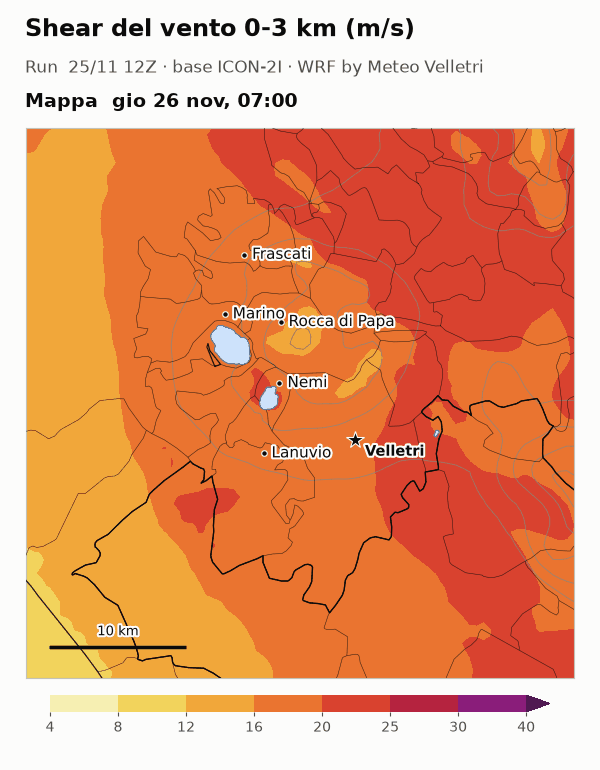 Shear del vento 0-3 km (m/s)
Run  25/11 12Z · base ICON-2I · WRF by Meteo Velletri
Mappa  gio 26 nov, 07:00
Frascati
Marino
Rocca di Papa
Nemi
Velletri
Lanuvio
10 km
4 8 12 16 20 25 30 40